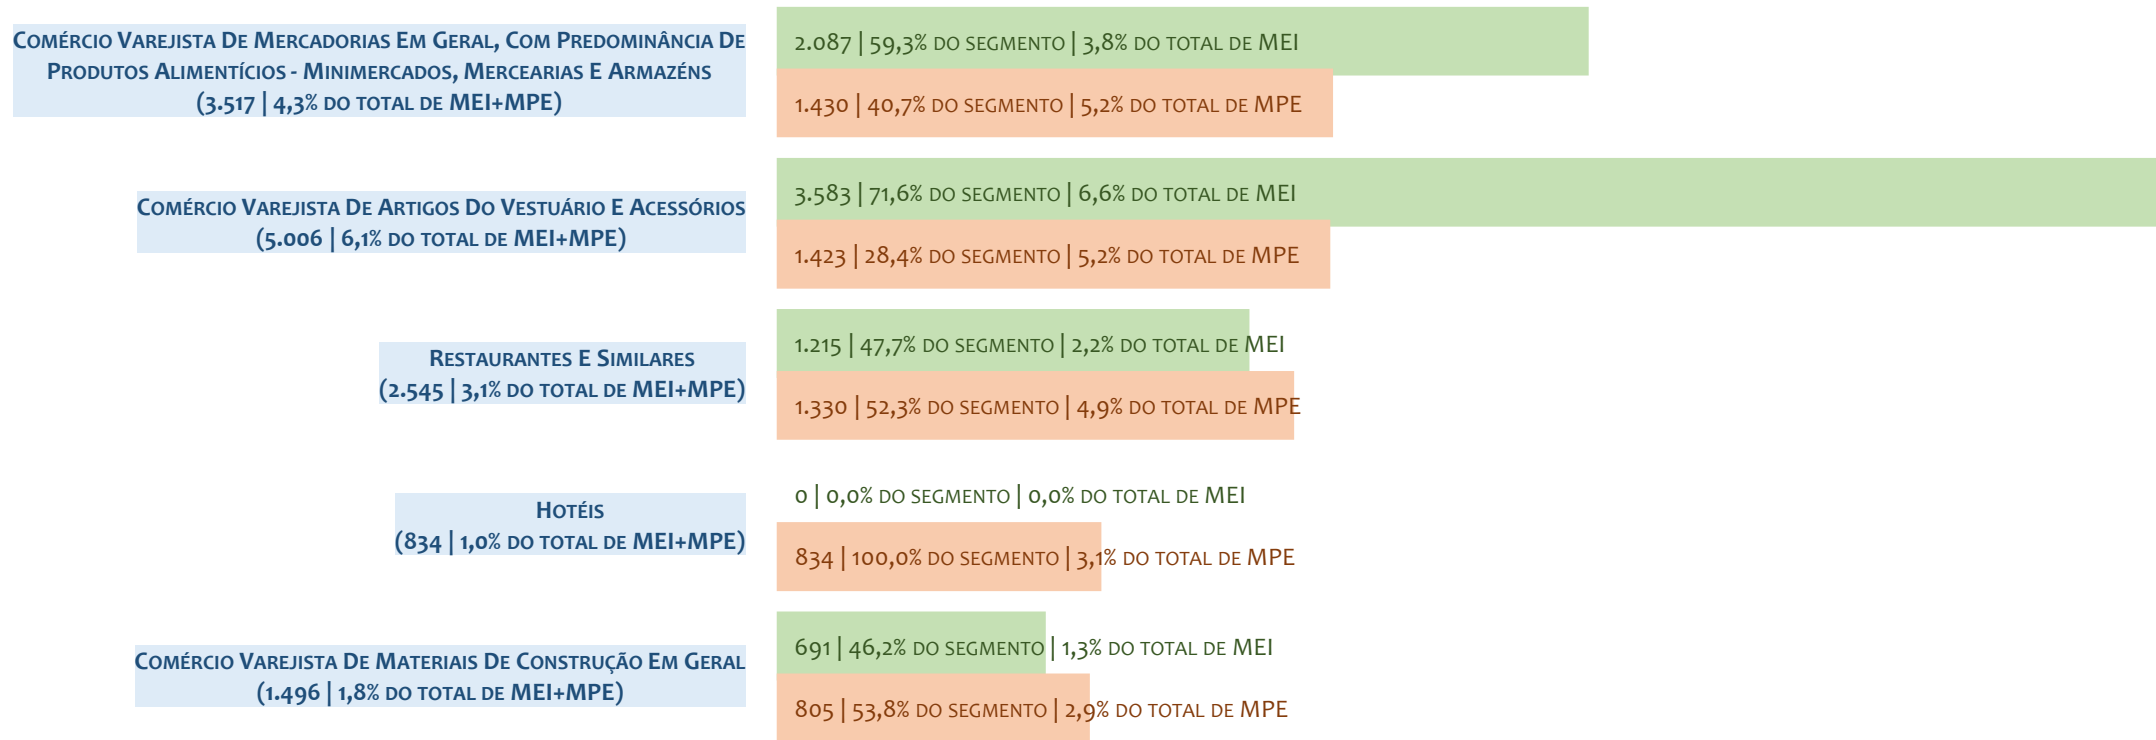 Comércio Varejista De Mercadorias Em Geral, Com Predominância De
Produtos Alimentícios - Minimercados, Mercearias E Armazéns
(3.517 | 4,3% do total de MEI+MPE)
2.087 | 59,3% do segmento | 3,8% do total de MEI
1.430 | 40,7% do segmento | 5,2% do total de MPE
Comércio Varejista De Artigos Do Vestuário E Acessórios
(5.006 | 6,1% do total de MEI+MPE)
3.583 | 71,6% do segmento | 6,6% do total de MEI
1.423 | 28,4% do segmento | 5,2% do total de MPE
Restaurantes E Similares
(2.545 | 3,1% do total de MEI+MPE)
1.215 | 47,7% do segmento | 2,2% do total de MEI
1.330 | 52,3% do segmento | 4,9% do total de MPE
Hotéis
(834 | 1,0% do total de MEI+MPE)
0 | 0,0% do segmento | 0,0% do total de MEI
834 | 100,0% do segmento | 3,1% do total de MPE
Comércio Varejista De Materiais De Construção Em Geral
(1.496 | 1,8% do total de MEI+MPE)
691 | 46,2% do segmento | 1,3% do total de MEI
805 | 53,8% do segmento | 2,9% do total de MPE